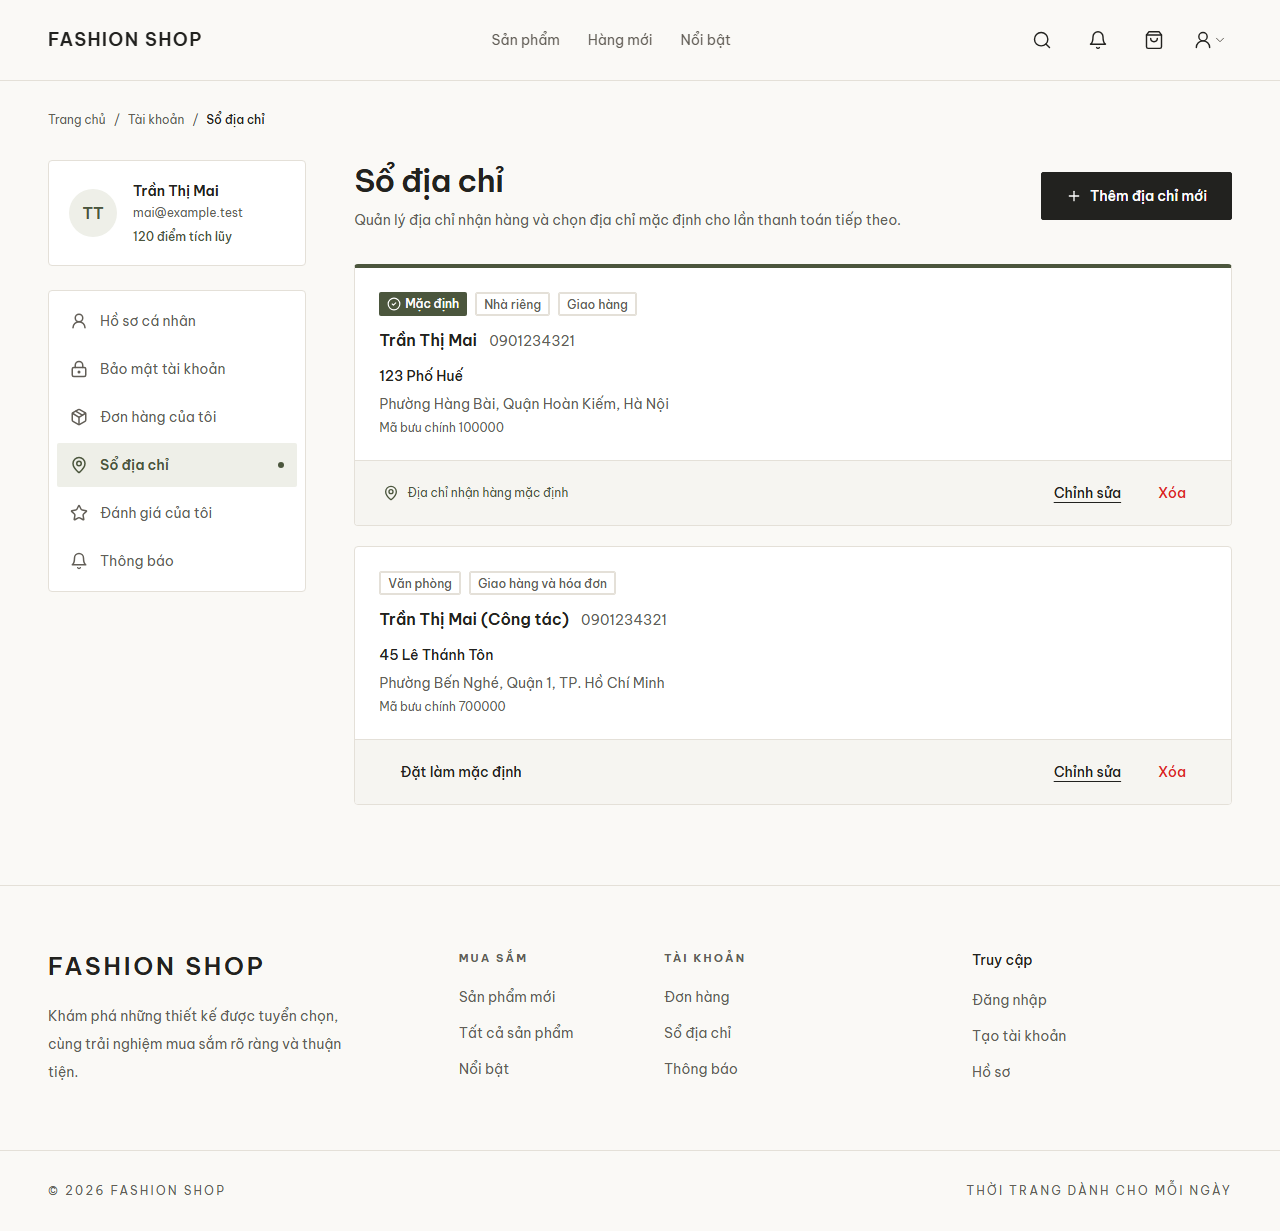 FASHION SHOP
Sản phẩm Hàng mới Nổi bật
Trang chủ / Tài khoản / Sổ địa chỉ
TT
Trần Thị Mai
mai@example.test
120 điểm tích lũy
Hồ sơ cá nhân
Bảo mật tài khoản
Đơn hàng của tôi
Sổ địa chỉ
Đánh giá của tôi
Thông báo
Sổ địa chỉ
Quản lý địa chỉ nhận hàng và chọn địa chỉ mặc định cho lần thanh toán tiếp theo.
Thêm địa chỉ mới
Mặc định Nhà riêng Giao hàng
Trần Thị Mai 0901234321
123 Phố Huế
Phường Hàng Bài, Quận Hoàn Kiếm, Hà Nội
Mã bưu chính 100000
Địa chỉ nhận hàng mặc định Chỉnh sửa Xóa
Văn phòng Giao hàng và hóa đơn
Trần Thị Mai (Công tác) 0901234321
45 Lê Thánh Tôn
Phường Bến Nghé, Quận 1, TP. Hồ Chí Minh
Mã bưu chính 700000
Đặt làm mặc định Chỉnh sửa Xóa
FASHION SHOP
Khám phá những thiết kế được tuyển chọn,
cùng trải nghiệm mua sắm rõ ràng và thuận
tiện.
MUA SẮM
Sản phẩm mới
Tất cả sản phẩm
Nổi bật
TÀI KHOẢN
Đơn hàng
Sổ địa chỉ
Thông báo
Truy cập
Đăng nhập
Tạo tài khoản
Hồ sơ
© 2026 FASHION SHOP
THỜI TRANG DÀNH CHO MỖI NGÀY